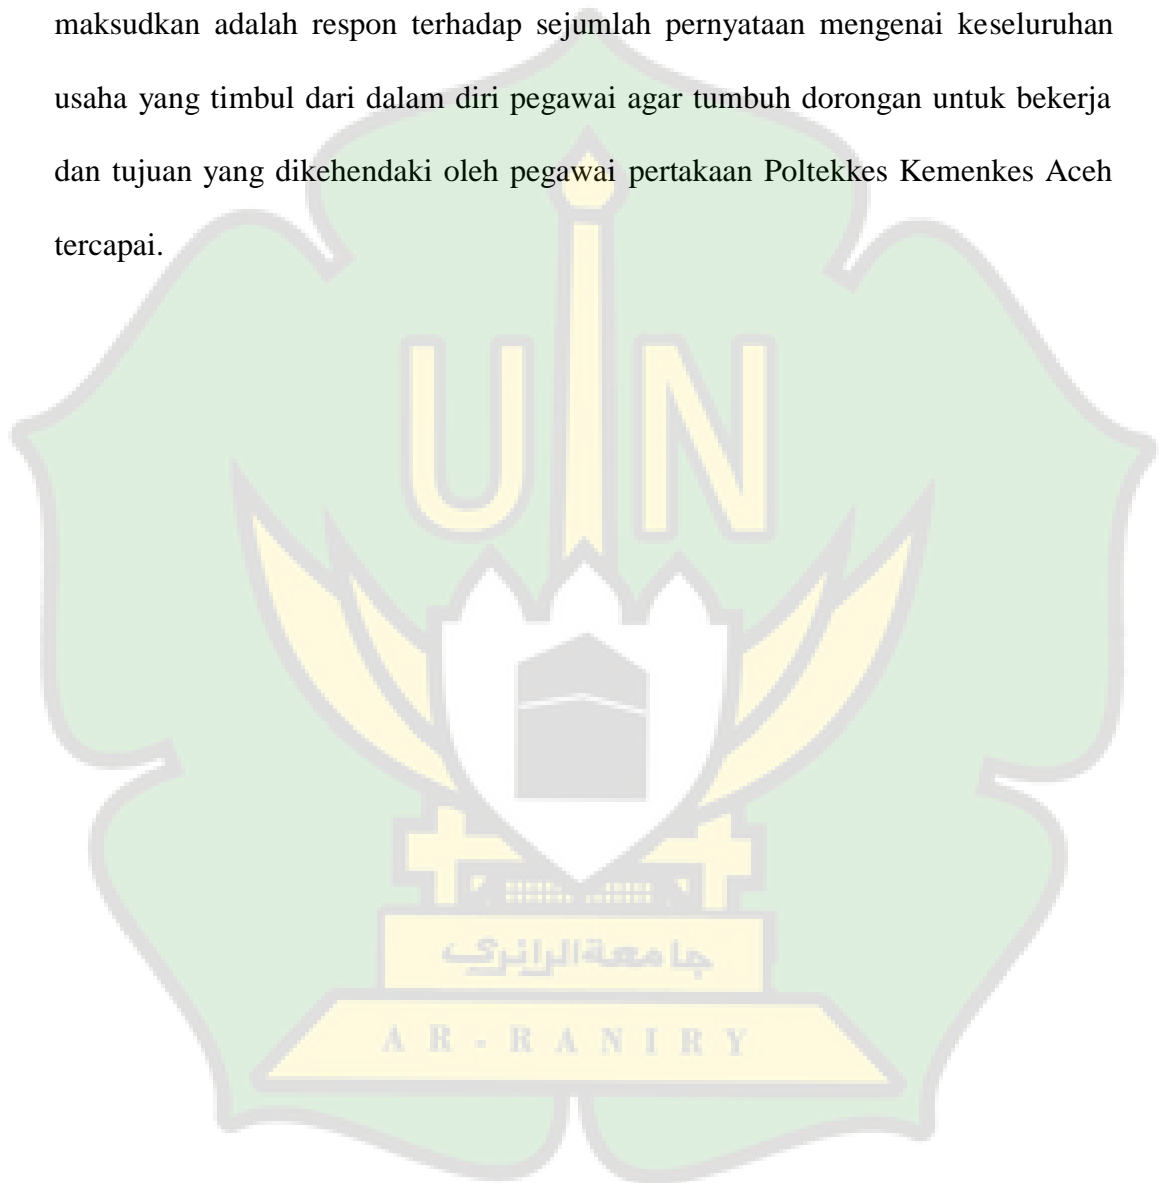 maksudkan adalah respon terhadap sejumlah pernyataan mengenai keseluruhan
usaha yang timbul dari dalam diri pegawai agar tumbuh dorongan untuk bekerja
dan tujuan yang dikehendaki oleh pegawai pertakaan Poltekkes Kemenkes Aceh
tercapai.
U N
جامعة الرانري
AR-RANIRY